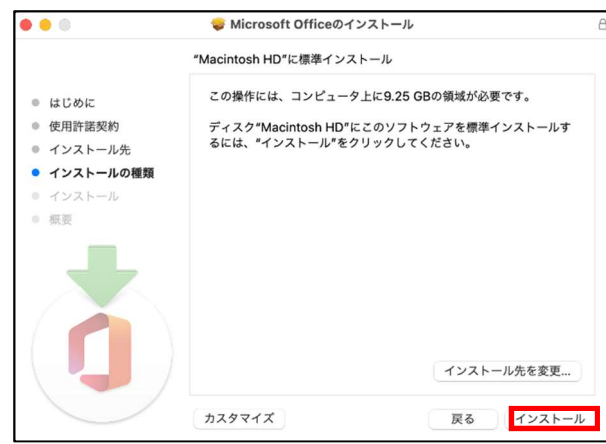 Microsoft Officeのインストール
“Macintosh HD”に標準インストール
はじめに
使用許諾契約
インストール先
インストールの種類
インストール
概要
この操作には、コンピュータ上に9.25 GBの領域が必要です。
ディスク“Macintosh HD”にこのソフトウェアを標準インストールす
るには、“インストール”をクリックしてください。
インストール先を変更...
カスタマイズ
戻る
インストール